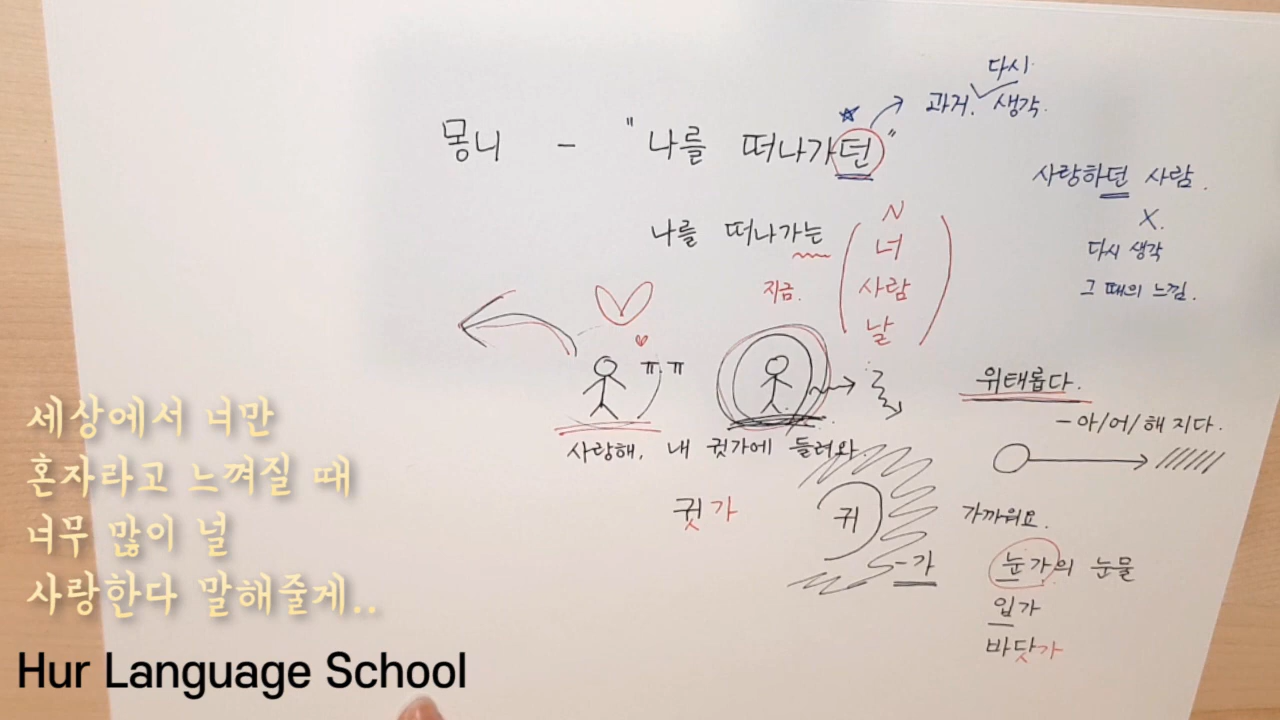 다시
과거. 생각.
몽니 - "나를 떠나가던"
사랑하던 사람.
X.
다시 생각
그 때의 느낌.
나를 떠나가는
지금.
N
너
사람
날
ㅠㅠ
위태롭다.
-아/어/해 지다.
사랑해, 내 귓가에 들려와
귓가
귀
-가
가까워요.
눈가의 눈물
입가
바닷가
세상에서 너만
혼자라고 느껴질 때
너무 많이 널
사랑한다 말해줄게..
Hur Language School